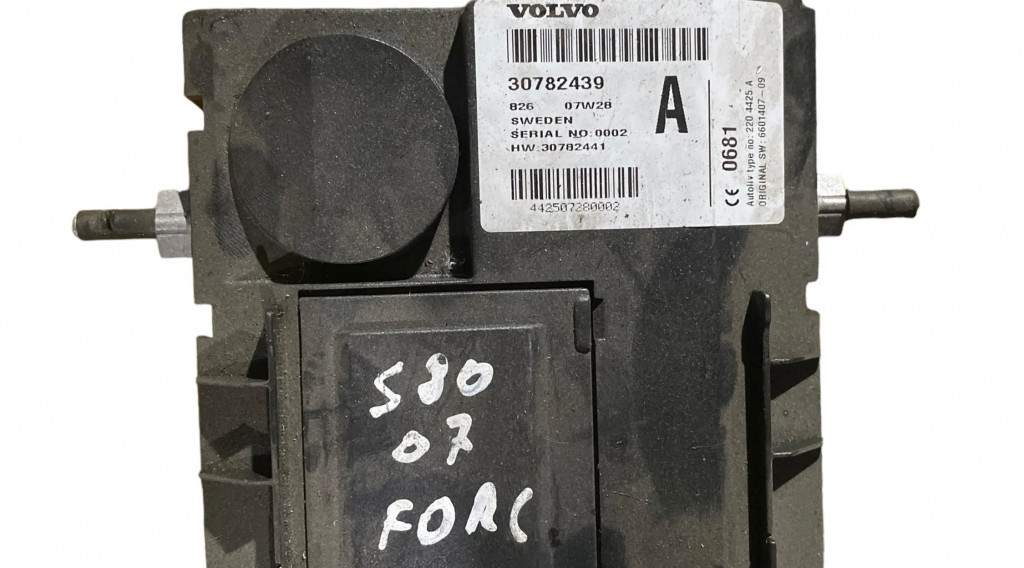 VOLVO
30782439
826 07W28
SWEDEN
SERIAL NO:0002
HW:30782441
A
442507280002
CE 0681
Autoliv type no: 220 4425 A
ORIGINAL SW: 6601407-09
S80
07
FORC